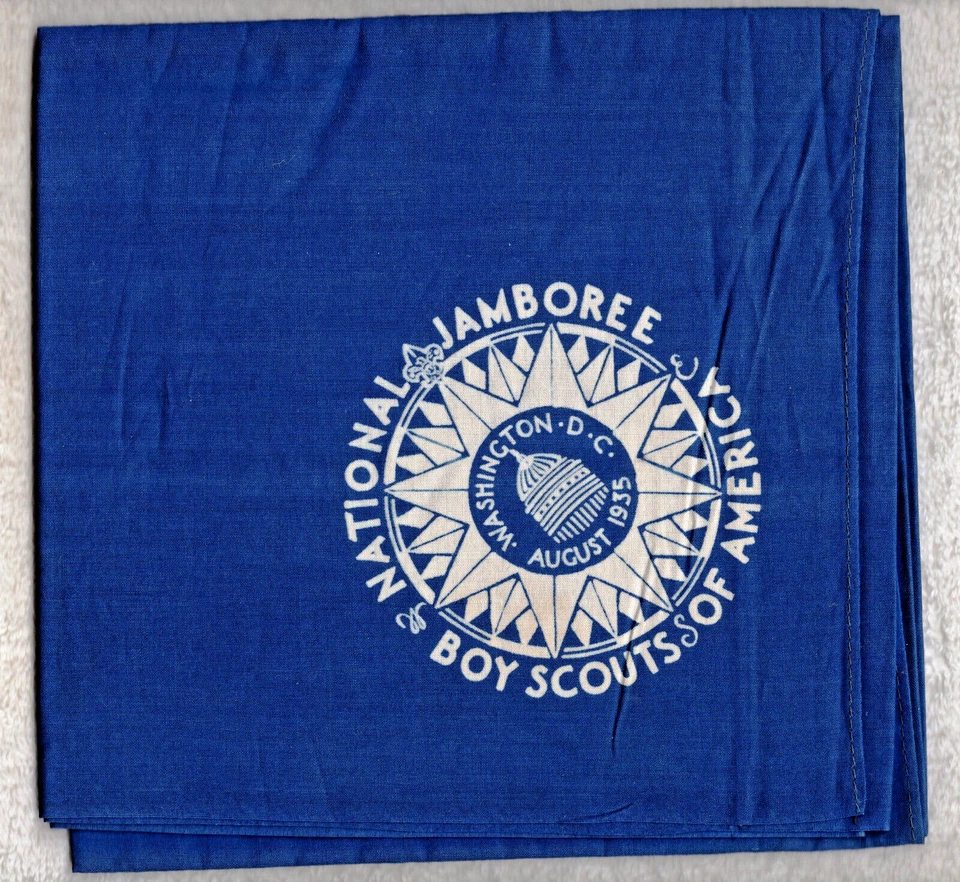 NATIONAL JAMBOREE
BOY SCOUTS OF AMERICA
E
S
W
·WASHINGTON·D·C·
AUGUST 1935